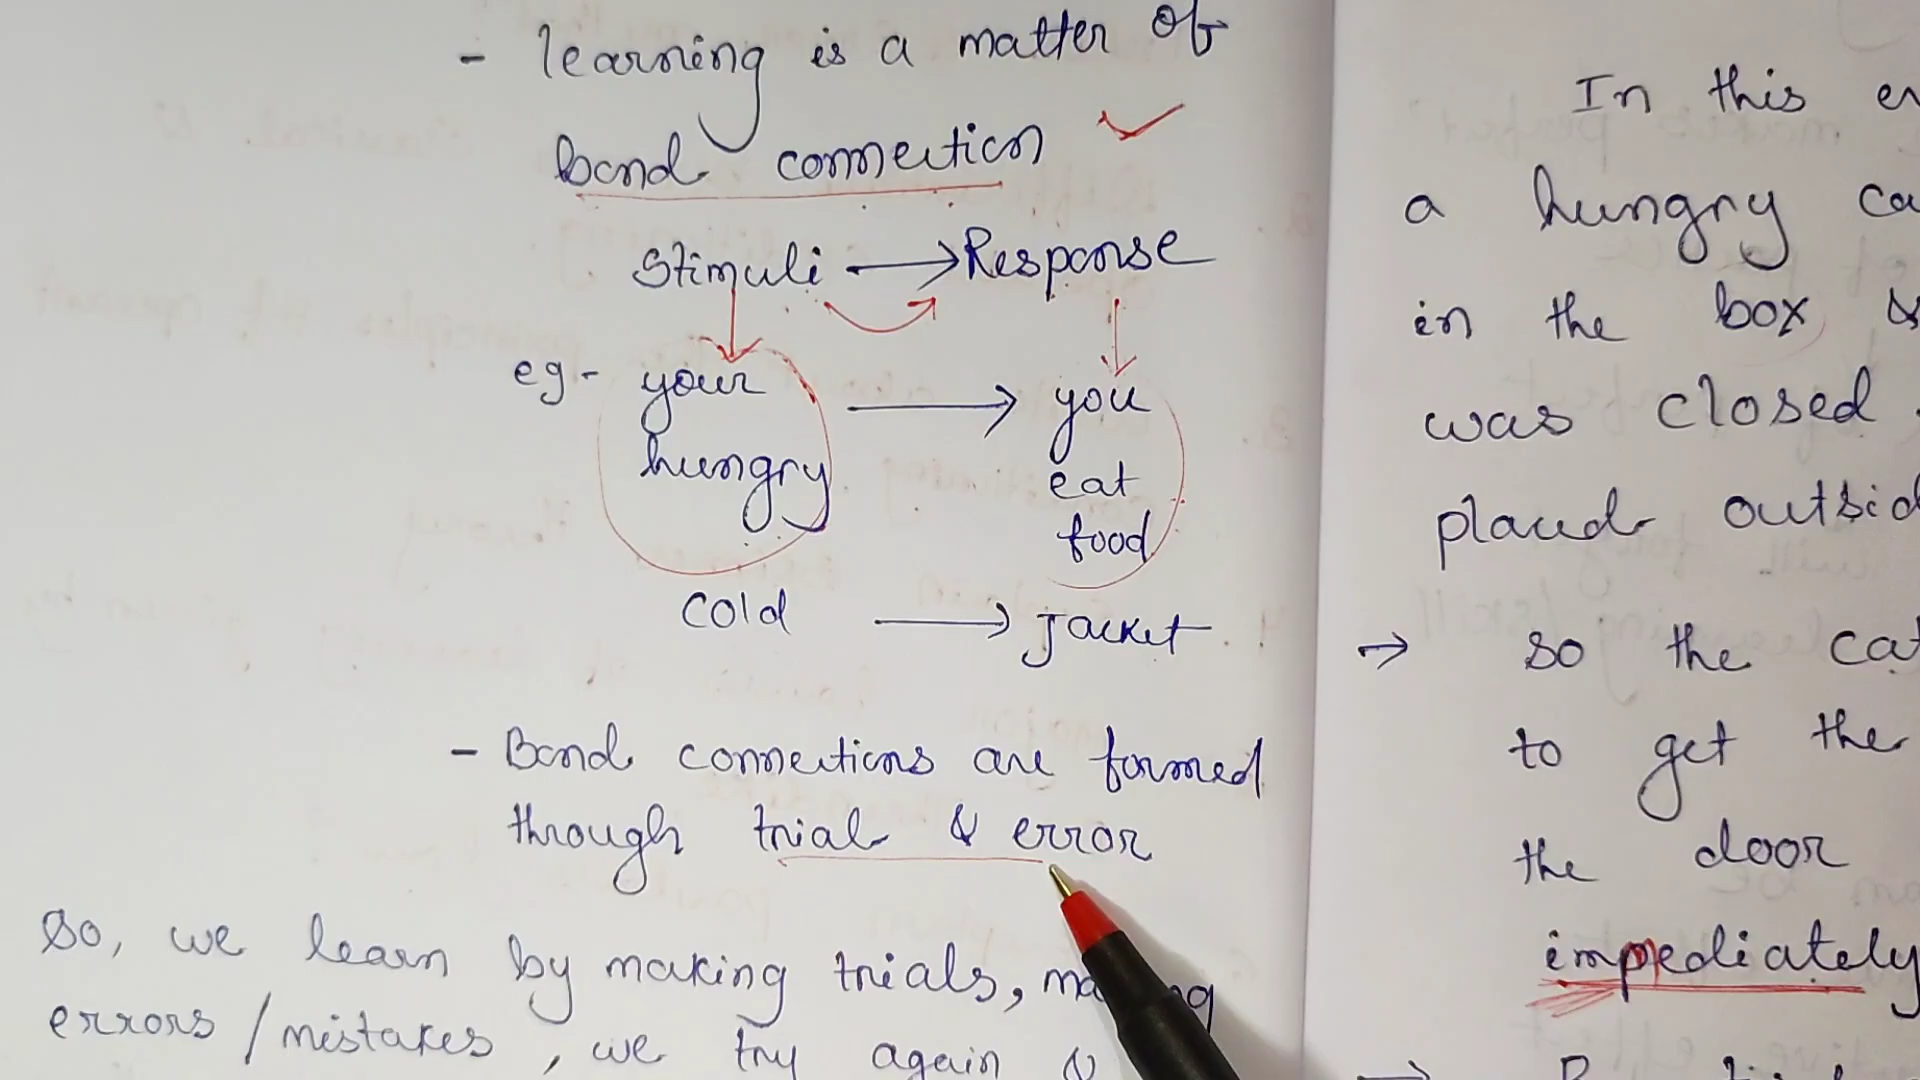 - learning is a matter of
bond connection
Stimuli → Response
eg- your → you
hungry eat
food
cold → Jacket
- Bond connections are formed
through trial & error
So, we learn by making trials,
errors/mistakes, we try again &
In this
a hungry
in the box &
was closed
placed
→ so the cat
to get the
the door
immediately